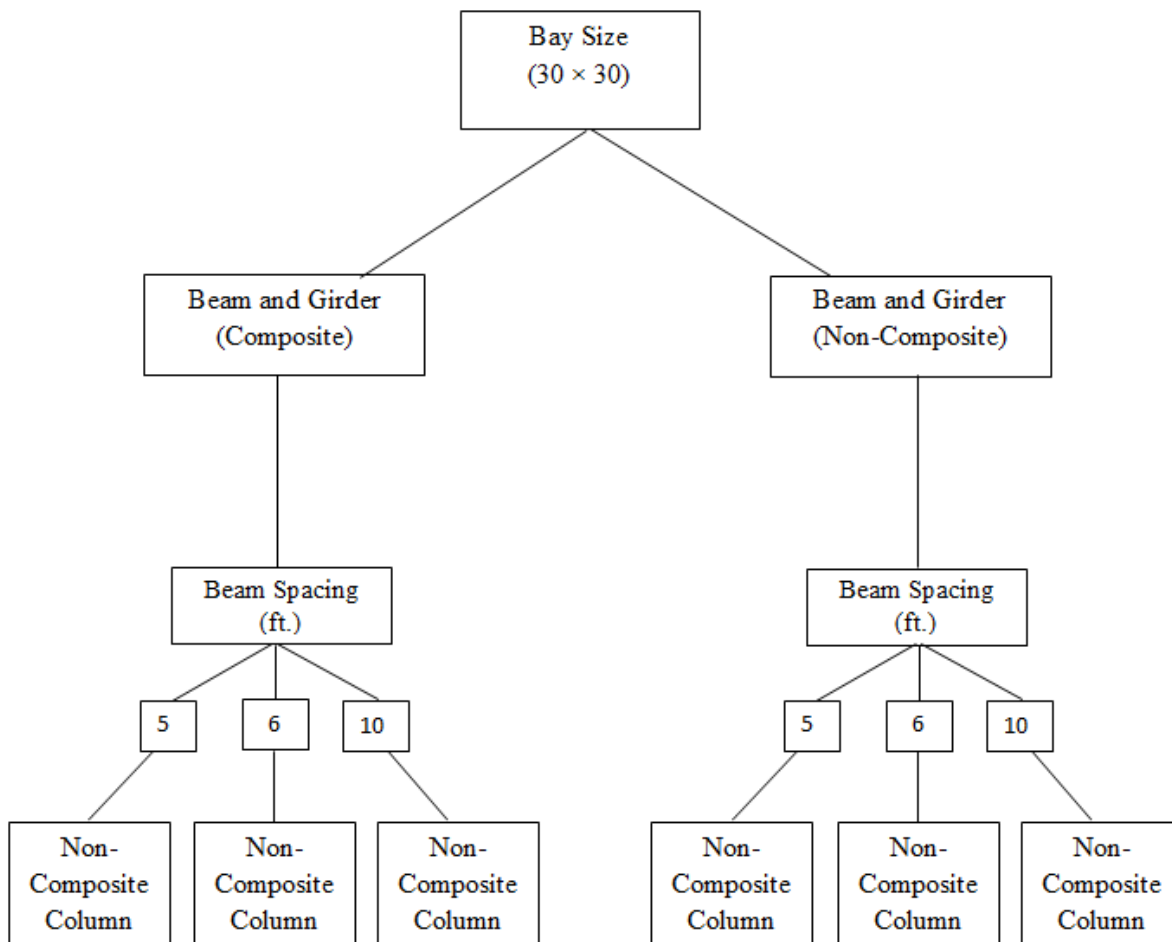 Bay Size
(30 × 30)
Beam and Girder
(Composite)
Beam and Girder
(Non-Composite)
Beam Spacing
(ft.)
Beam Spacing
(ft.)
5
6
10
5
6
10
Non-
Composite
Column
Non-
Composite
Column
Non-
Composite
Column
Non-
Composite
Column
Non-
Composite
Column
Non-
Composite
Column